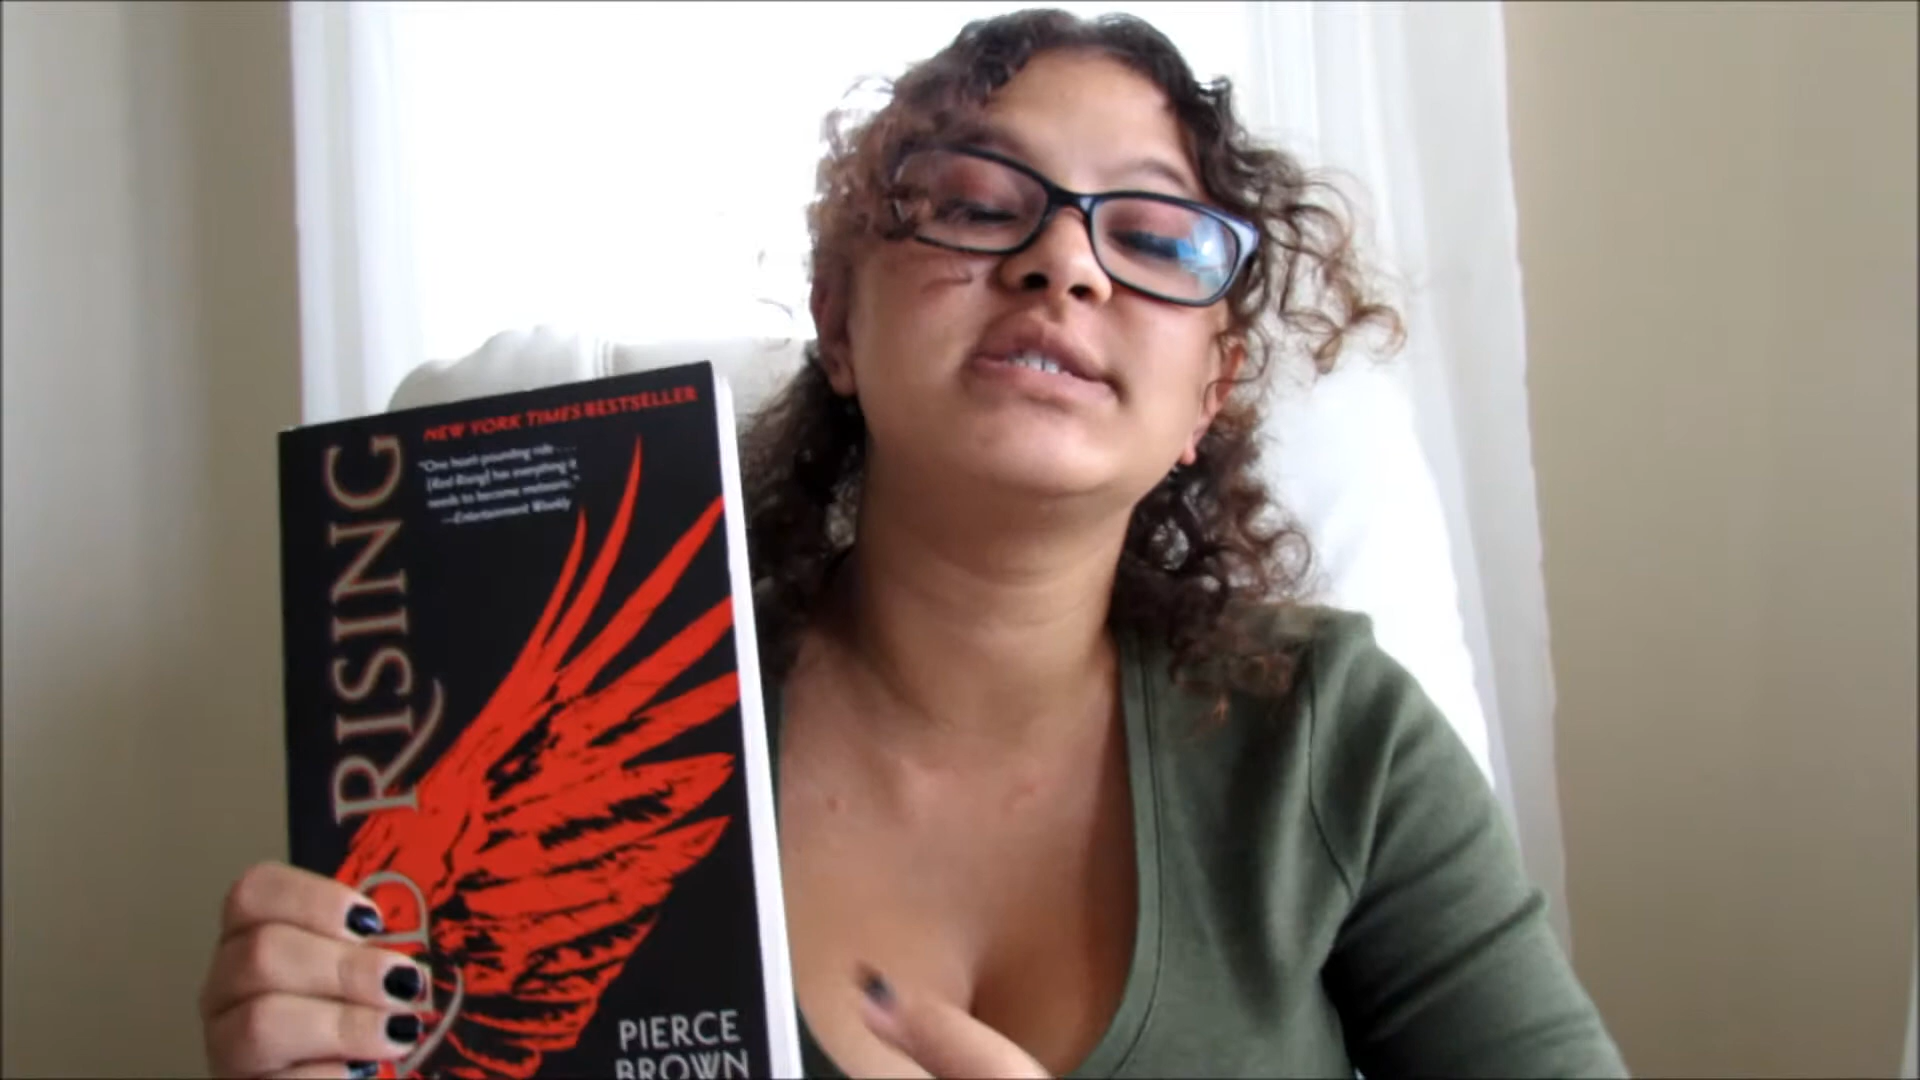 NEW YORK TIMES BESTSELLER
"One heart-pounding ride . . .
[Red Rising] has everything it
needs to become meteoric."
—Entertainment Weekly
RED RISING
PIERCE
BROWN